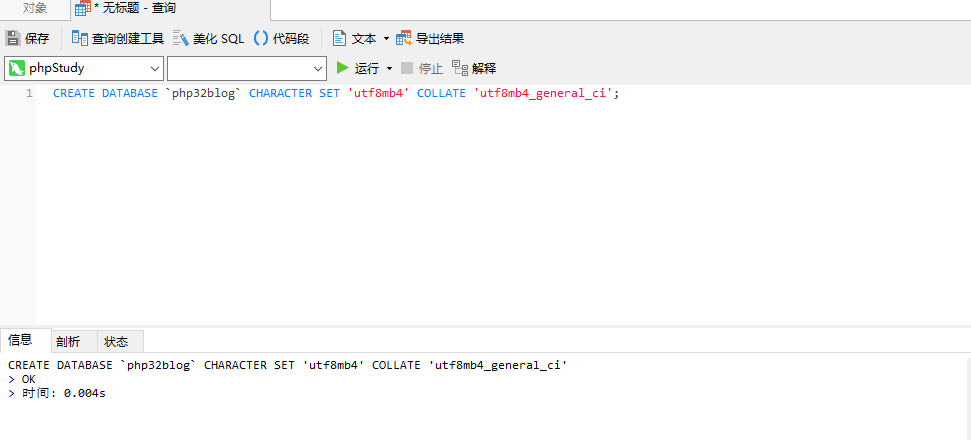 对象 * 无标题 - 查询
保存 查询创建工具 美化 SQL 代码段 文本 导出结果
phpStudy 运行 停止 解释
1 CREATE DATABASE `php32blog` CHARACTER SET 'utf8mb4' COLLATE 'utf8mb4_general_ci';
信息 剖析 状态
CREATE DATABASE `php32blog` CHARACTER SET 'utf8mb4' COLLATE 'utf8mb4_general_ci'
> OK
> 时间: 0.004s